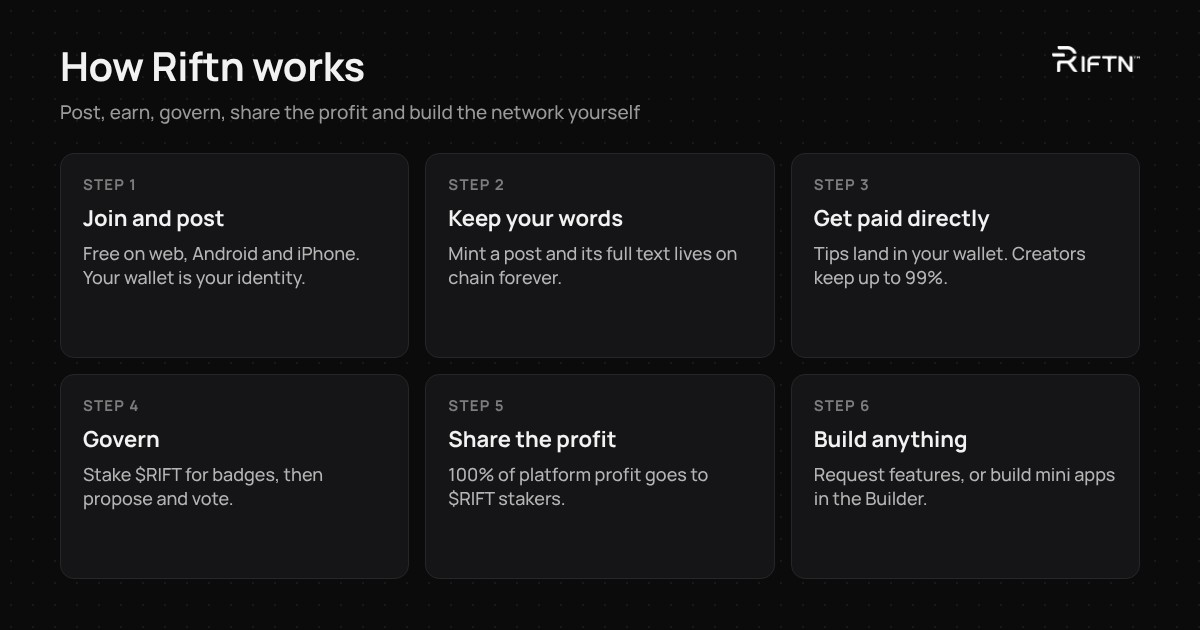 How Riftn works
RIFTN™
Post, earn, govern, share the profit and build the network yourself
STEP 1
Join and post
Free on web, Android and iPhone.
Your wallet is your identity.
STEP 2
Keep your words
Mint a post and its full text lives on
chain forever.
STEP 3
Get paid directly
Tips land in your wallet. Creators
keep up to 99%.
STEP 4
Govern
Stake $RIFT for badges, then
propose and vote.
STEP 5
Share the profit
100% of platform profit goes to
$RIFT stakers.
STEP 6
Build anything
Request features, or build mini apps
in the Builder.